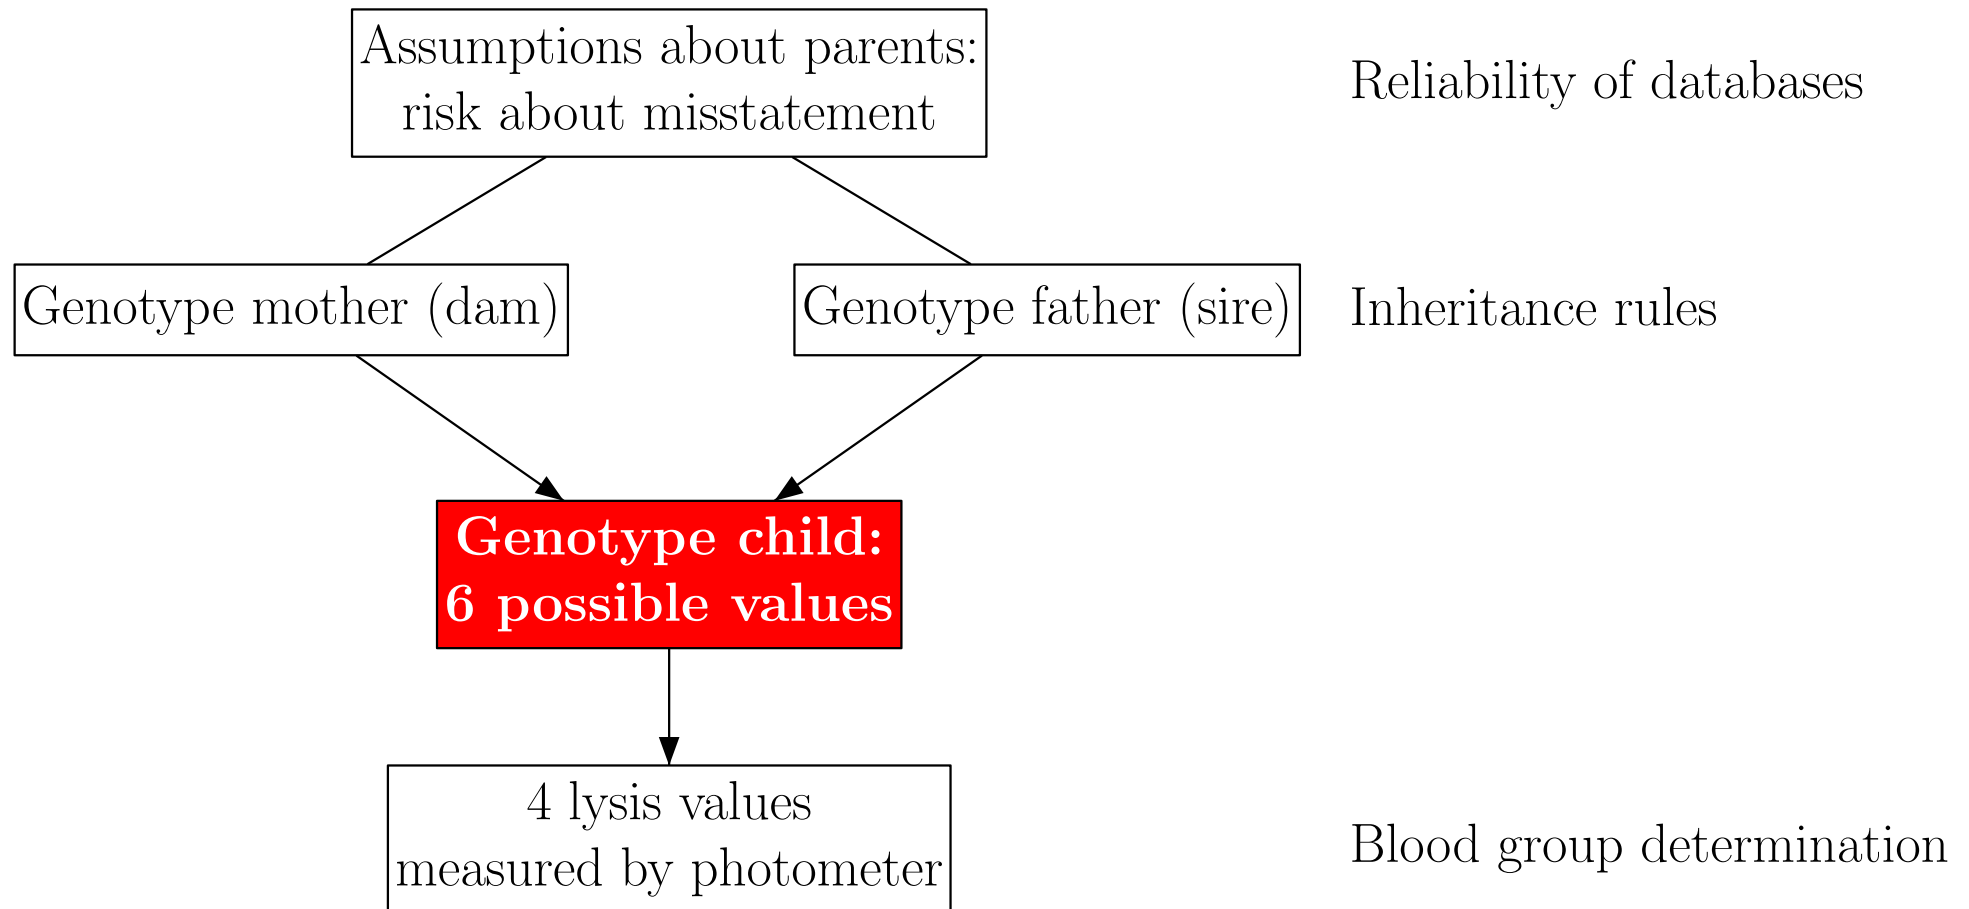 Assumptions about parents:
risk about misstatement
Reliability of databases
Genotype mother (dam)
Genotype father (sire)
Inheritance rules
Genotype child:
6 possible values
4 lysis values
measured by photometer
Blood group determination